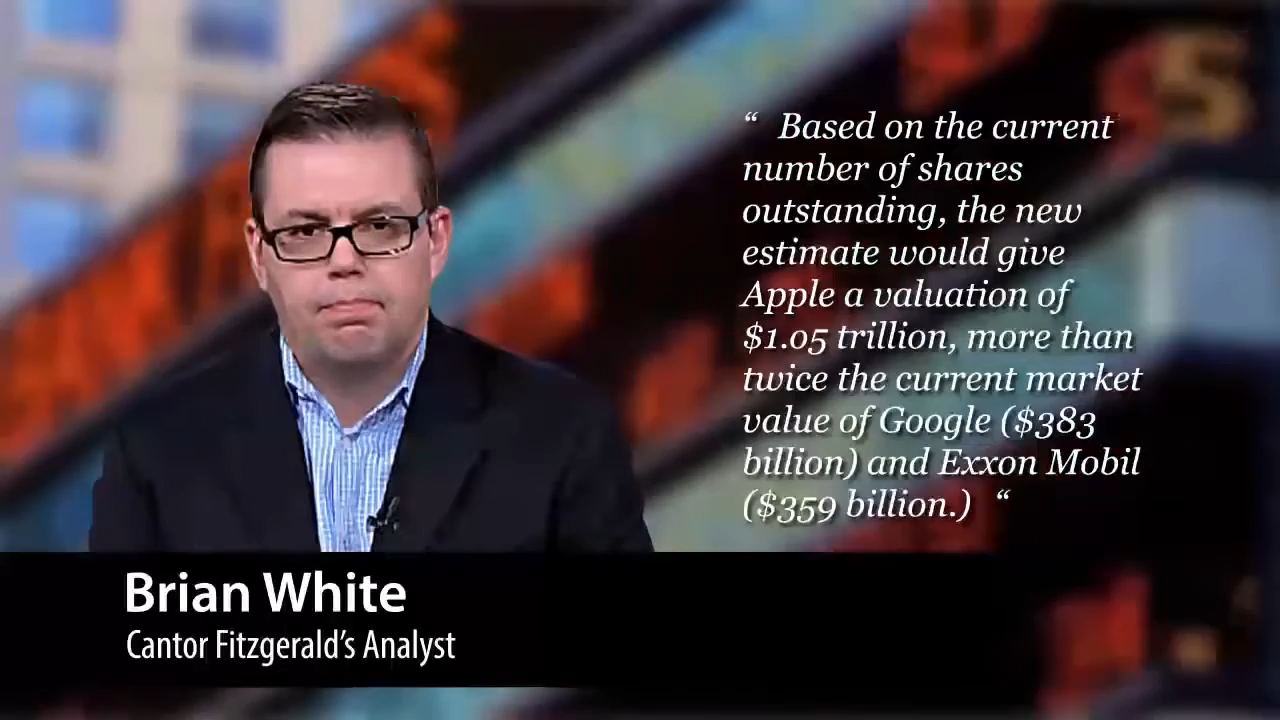 “ Based on the current
number of shares
outstanding, the new
estimate would give
Apple a valuation of
$1.05 trillion, more than
twice the current market
value of Google ($383
billion) and Exxon Mobil
($359 billion.) “
Brian White
Cantor Fitzgerald’s Analyst